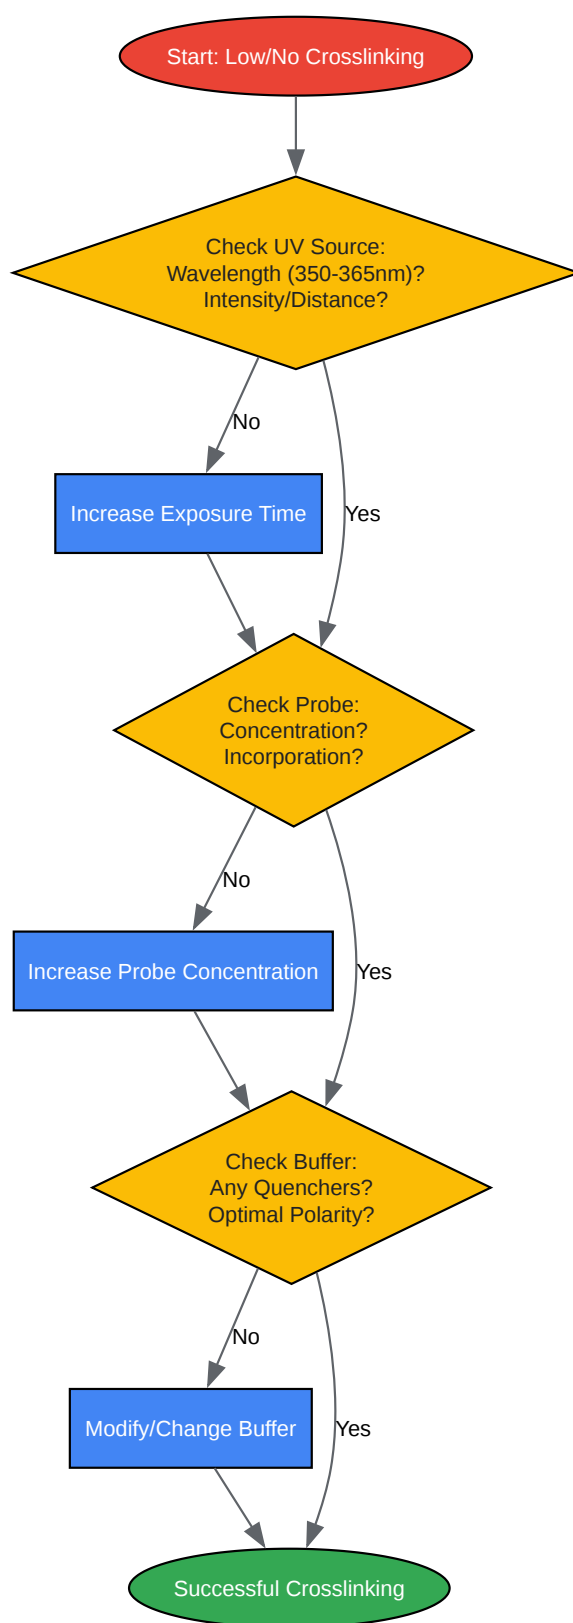 Start: Low/No Crosslinking
Check UV Source:
Wavelength (350-365nm)?
Intensity/Distance?
No
Increase Exposure Time
Yes
Check Probe:
Concentration?
Incorporation?
No
Increase Probe Concentration
Yes
Check Buffer:
Any Quenchers?
Optimal Polarity?
No
Modify/Change Buffer
Yes
Successful Crosslinking